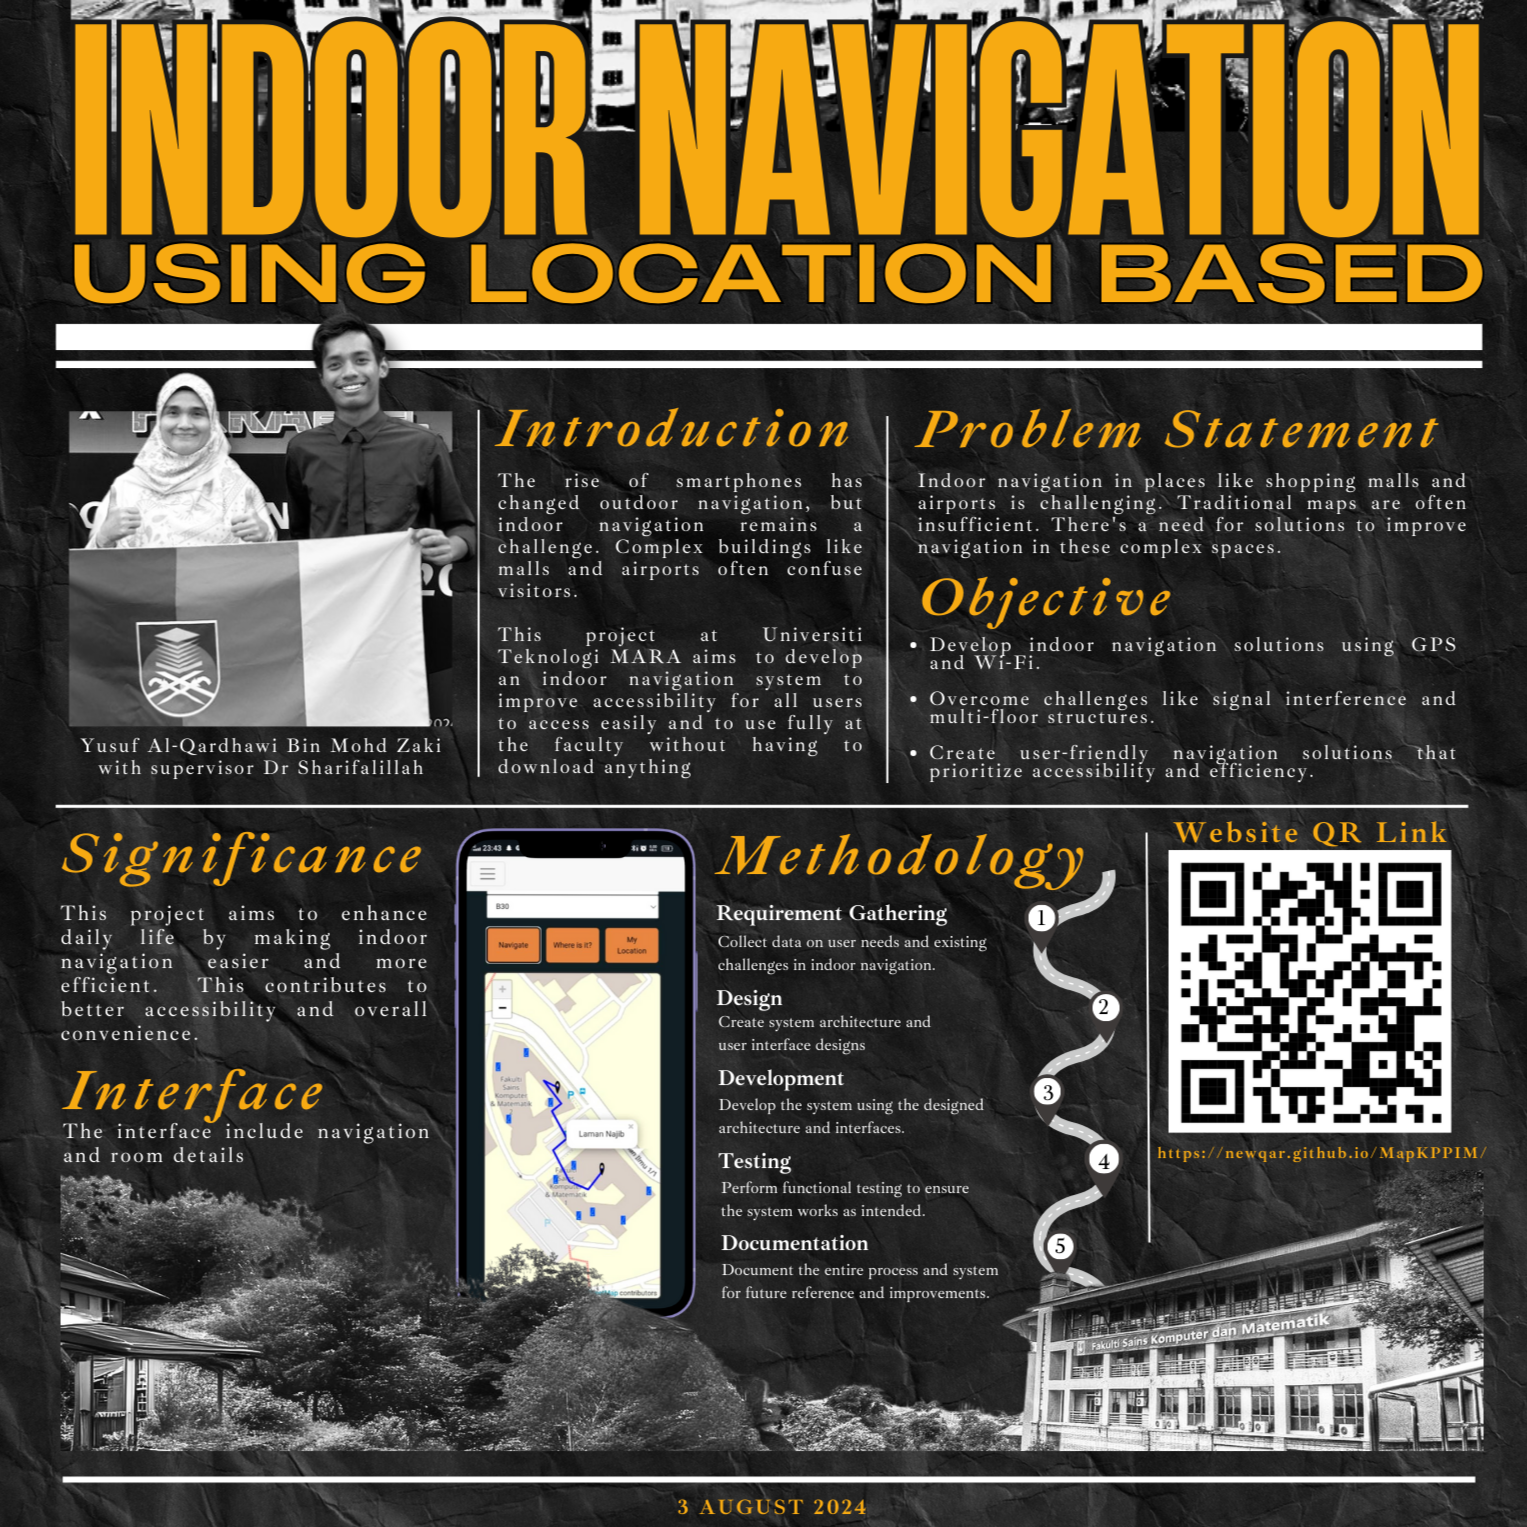 INDOOR NAVIGATION
USING LOCATION BASED
Yusuf Al-Qardhawi Bin Mohd Zaki
with supervisor Dr Sharifalillah
Introduction
The rise of smartphones has
changed outdoor navigation, but
indoor navigation remains a
challenge. Complex buildings like
malls and airports often confuse
visitors.
This project at Universiti
Teknologi MARA aims to develop
an indoor navigation system to
improve accessibility for all users
to access easily and to use fully at
the faculty without having to
download anything
Problem Statement
Indoor navigation in places like shopping malls and
airports is challenging. Traditional maps are often
insufficient. There's a need for solutions to improve
navigation in these complex spaces.
Objective
• Develop indoor navigation solutions using GPS
and Wi-Fi.
• Overcome challenges like signal interference and
multi-floor structures.
• Create user-friendly navigation solutions that
prioritize accessibility and efficiency.
Significance
This project aims to enhance
daily life by making indoor
navigation easier and more
efficient. This contributes to
better accessibility and overall
convenience.
Interface
The interface include navigation
and room details
23:43
B30
Navigate
Where is it?
My
Location
+
−
Fakulti
Sains
Komputer
& Matematik
P
Laman Najib
×
Komputer
& Matematik
P
contributors
Methodology
Requirement Gathering
Collect data on user needs and existing
challenges in indoor navigation.
Design
Create system architecture and
user interface designs
Development
Develop the system using the designed
architecture and interfaces.
Testing
Perform functional testing to ensure
the system works as intended.
Documentation
Document the entire process and system
for future reference and improvements.
1
2
3
4
5
Website QR Link
https://newqar.github.io/MapKPPIM/
Fakulti Sains Komputer dan Matematik
3 AUGUST 2024